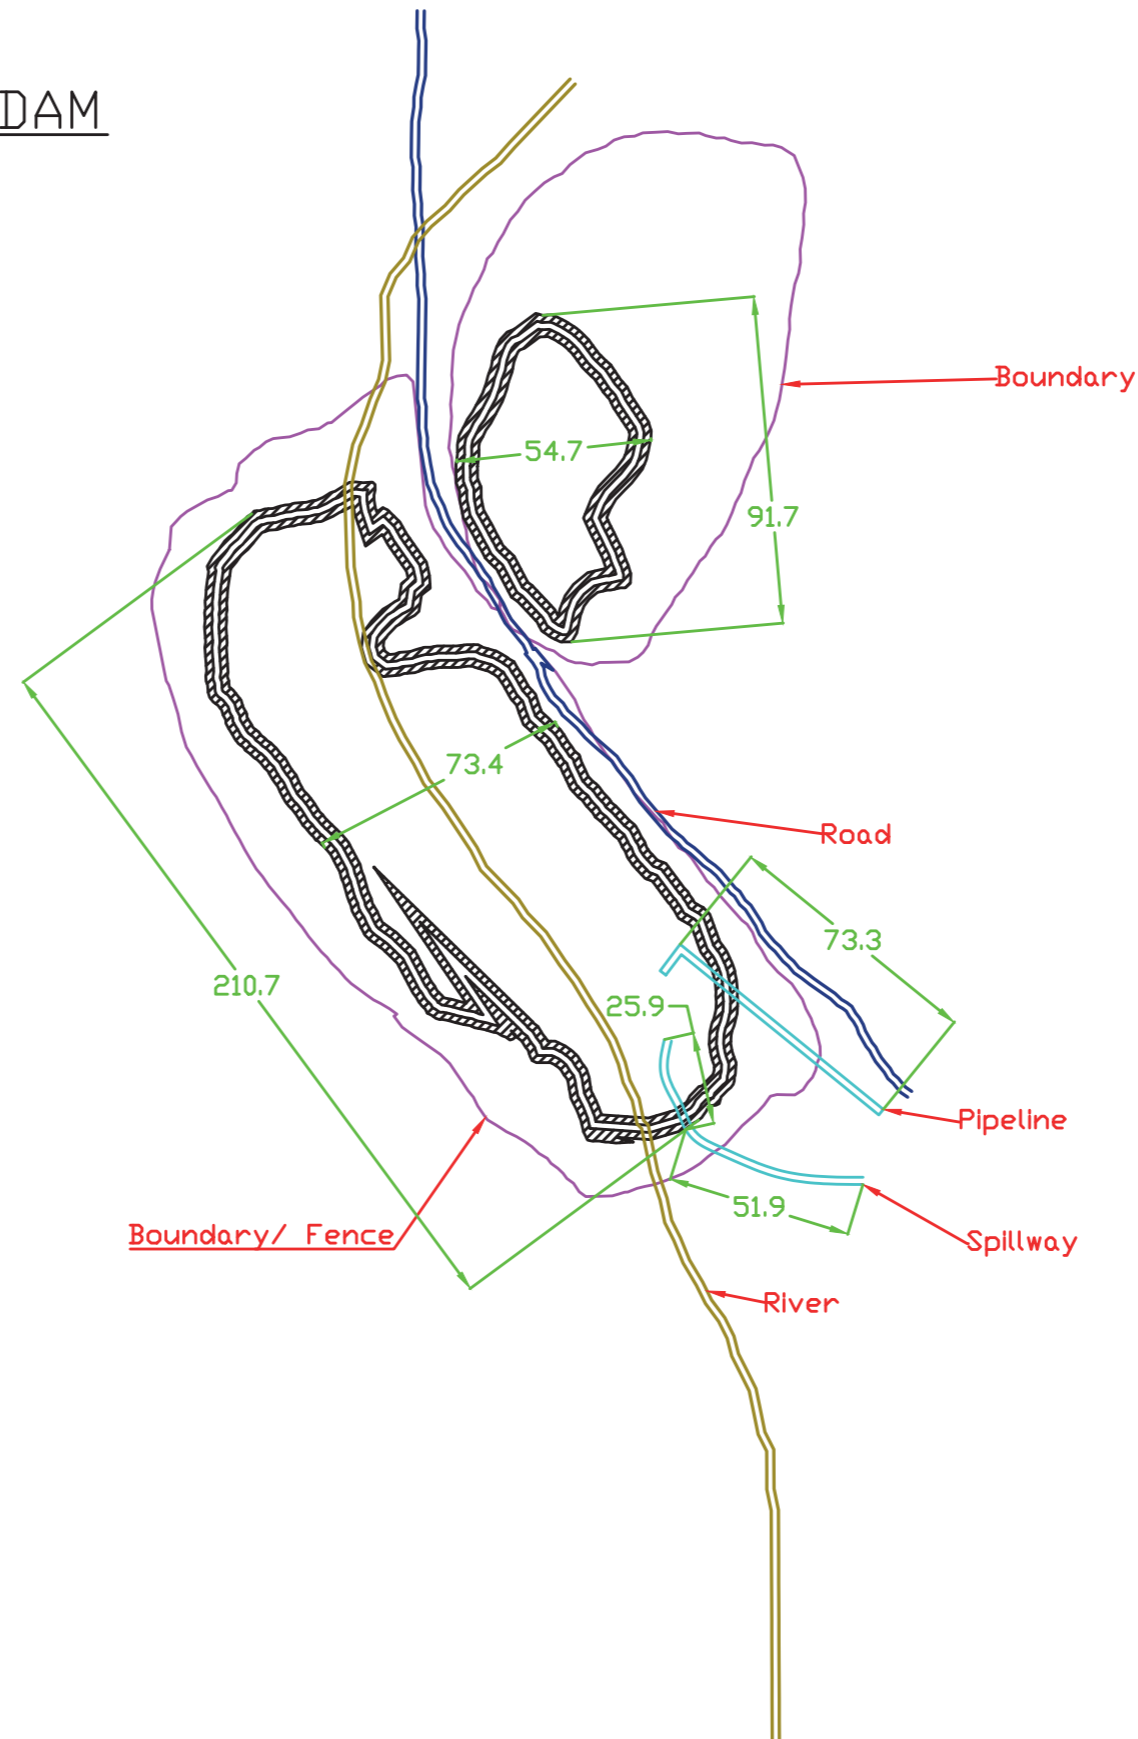 DAM
Boundary
54.7
91.7
73.4
Road
73.3
210.7
25.9
Pipeline
51.9
Boundary/ Fence
Spillway
River